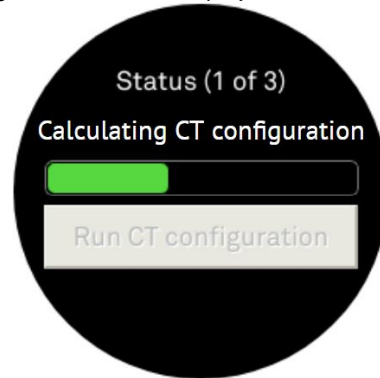 Status (1 of 3)
Calculating CT configuration
Run CT configuration